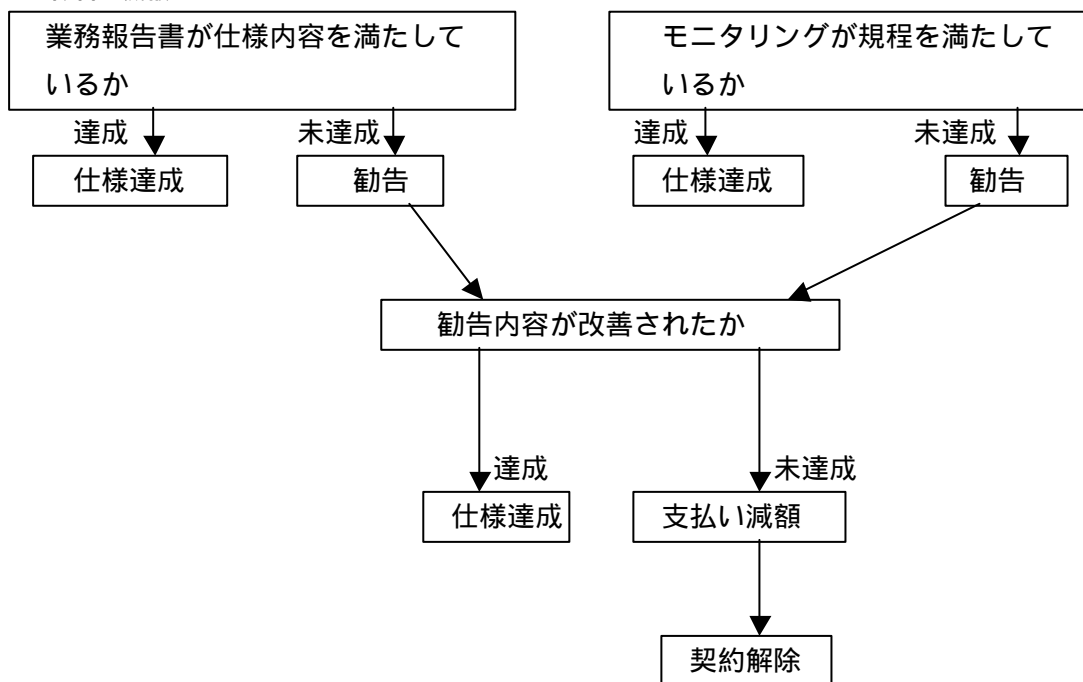 業務報告書が仕様内容を満たして
いるか
モニタリングが規程を満たして
いるか
達成
未達成
達成
未達成
仕様達成
勧告
仕様達成
勧告
勧告内容が改善されたか
達成
未達成
仕様達成
支払い減額
契約解除